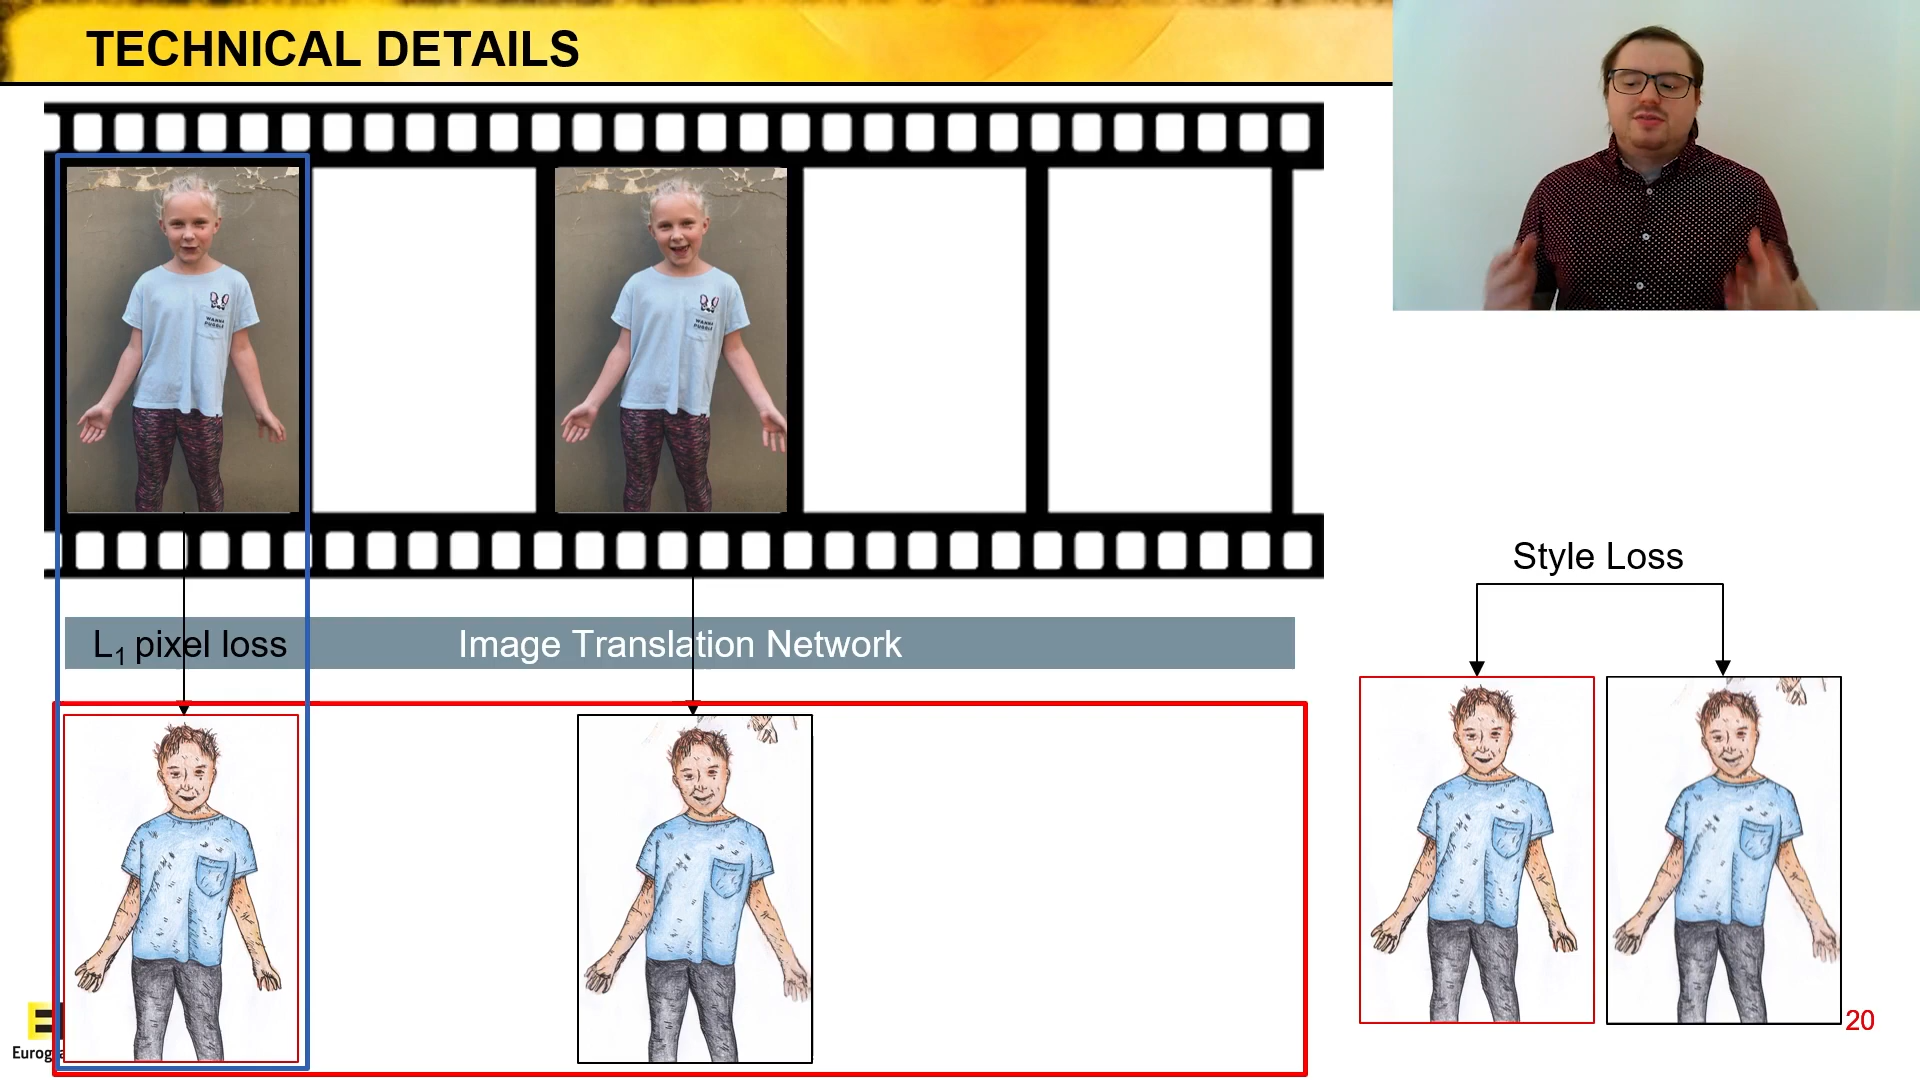 TECHNICAL DETAILS
L1 pixel loss
Image Translation Network
Style Loss
20